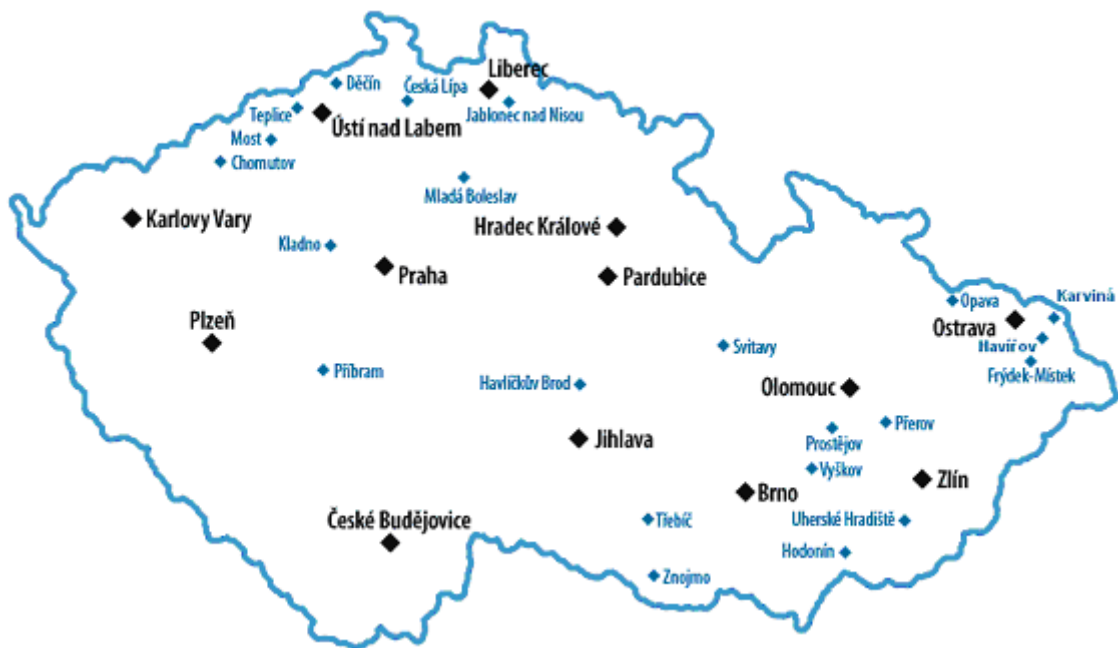 Liberec
Děčín
Česká Lípa
Teplice
Jablonec nad Nisou
Ústí nad Labem
Most
Chomutov
Mladá Boleslav
Karlovy Vary
Hradec Králové
Kladno
Praha
Pardubice
Opava
Karviná
Plzeň
Ostrava
Svitavy
Havířov
Příbram
Frýdek-Místek
Havlíčkův Brod
Olomouc
Přerov
Jihlava
Prostějov
Vyškov
Zlín
Brno
České Budějovice
Třebíč
Uherské Hradiště
Hodonín
Znojmo